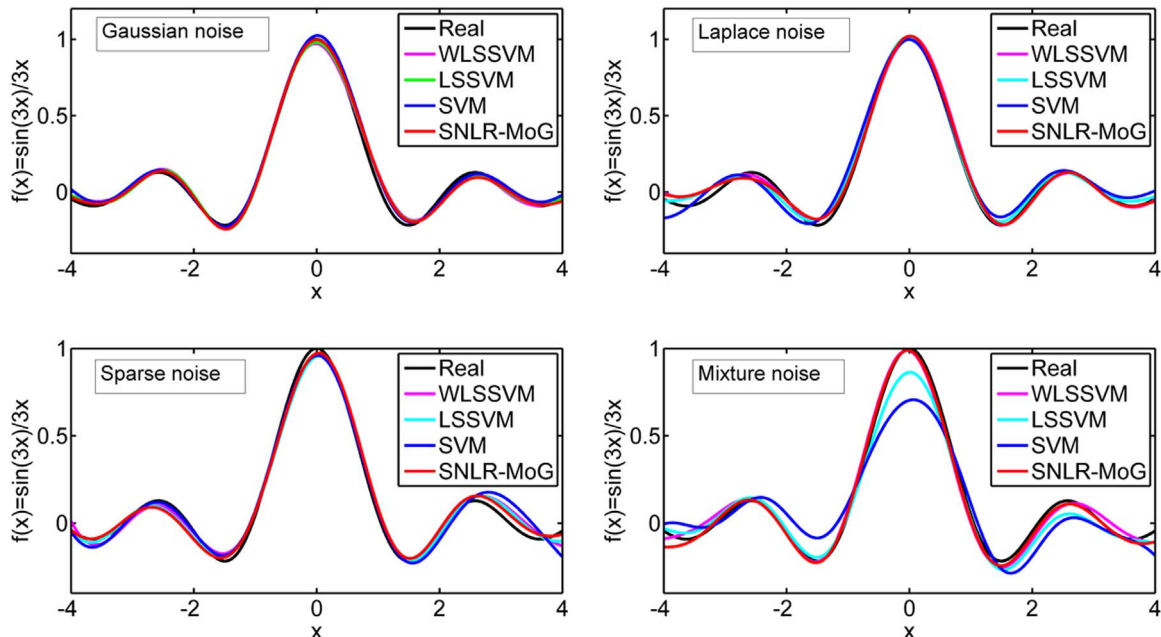 Gaussian noise
Real
WLSSVM
LSSVM
SVM
SNLR-MoG
f(x)=sin(3x)/3x
1
0.5
0
-4
-2
0
2
4
x
Laplace noise
Real
WLSSVM
LSSVM
SVM
SNLR-MoG
f(x)=sin(3x)/3x
1
0.5
0
-4
-2
0
2
4
x
Sparse noise
Real
WLSSVM
LSSVM
SVM
SNLR-MoG
f(x)=sin(3x)/3x
1
0.5
0
-4
-2
0
2
4
x
Mixture noise
Real
WLSSVM
LSSVM
SVM
SNLR-MoG
f(x)=sin(3x)/3x
1
0.5
0
-4
-2
0
2
4
x